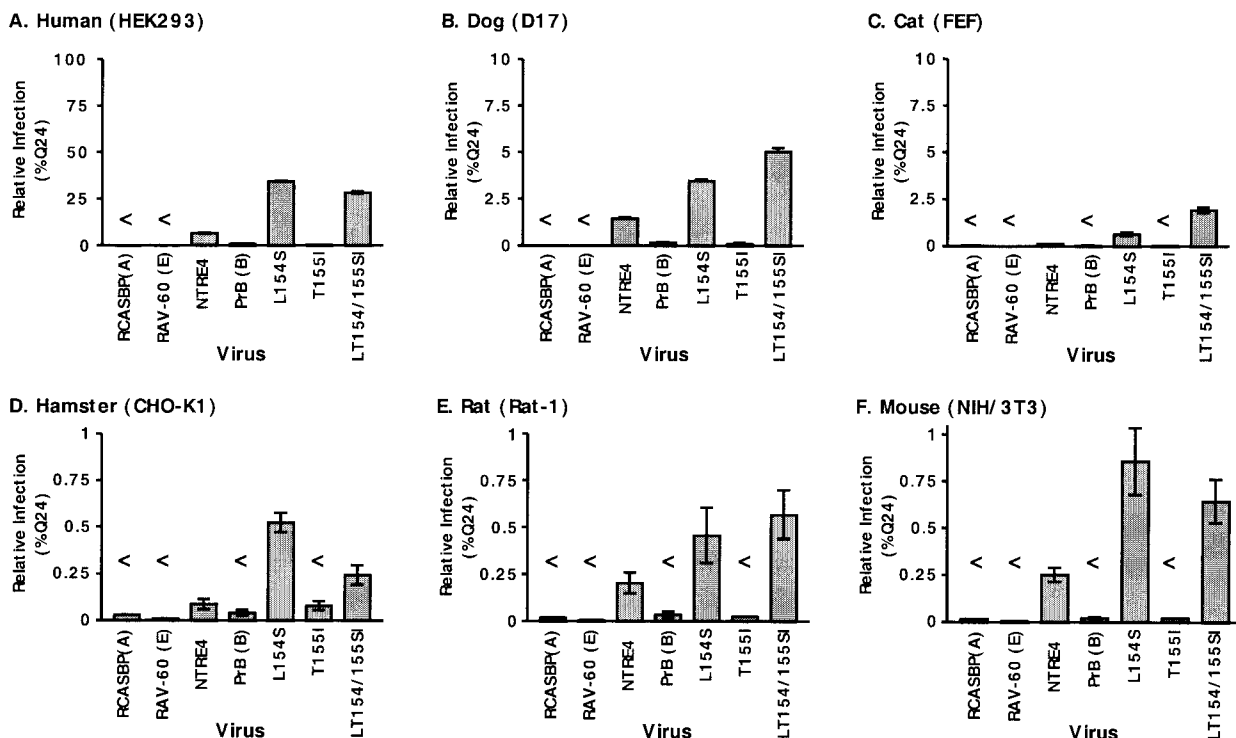 A. Human (HEK293)
Relative Infection
(%Q24)
100
75
50
25
0
<
<
RCASBP(A)
RAV-60 (E)
NTRE4
PrB (B)
L154S
T155I
LT154/155SI
Virus
B. Dog (D17)
Relative Infection
(%Q24)
10
7.5
5
2.5
0
<
<
RCASBP(A)
RAV-60 (E)
NTRE4
PrB (B)
L154S
T155I
LT154/155SI
Virus
C. Cat (FEF)
Relative Infection
(%Q24)
10
7.5
5
2.5
0
<
<
<
<
RCASBP(A)
RAV-60 (E)
NTRE4
PrB (B)
L154S
T155I
LT154/155SI
Virus
D. Hamster (CHO-K1)
Relative Infection
(%Q24)
1
0.75
0.5
0.25
0
<
<
<
<
RCASBP(A)
RAV-60 (E)
NTRE4
PrB (B)
L154S
T155I
LT154/155SI
Virus
E. Rat (Rat-1)
Relative Infection
(%Q24)
1
0.75
0.5
0.25
0
<
<
<
<
RCASBP(A)
RAV-60 (E)
NTRE4
PrB (B)
L154S
T155I
LT154/155SI
Virus
F. Mouse (NIH/3T3)
Relative Infection
(%Q24)
1
0.75
0.5
0.25
0
<
<
<
<
RCASBP(A)
RAV-60 (E)
NTRE4
PrB (B)
L154S
T155I
LT154/155SI
Virus